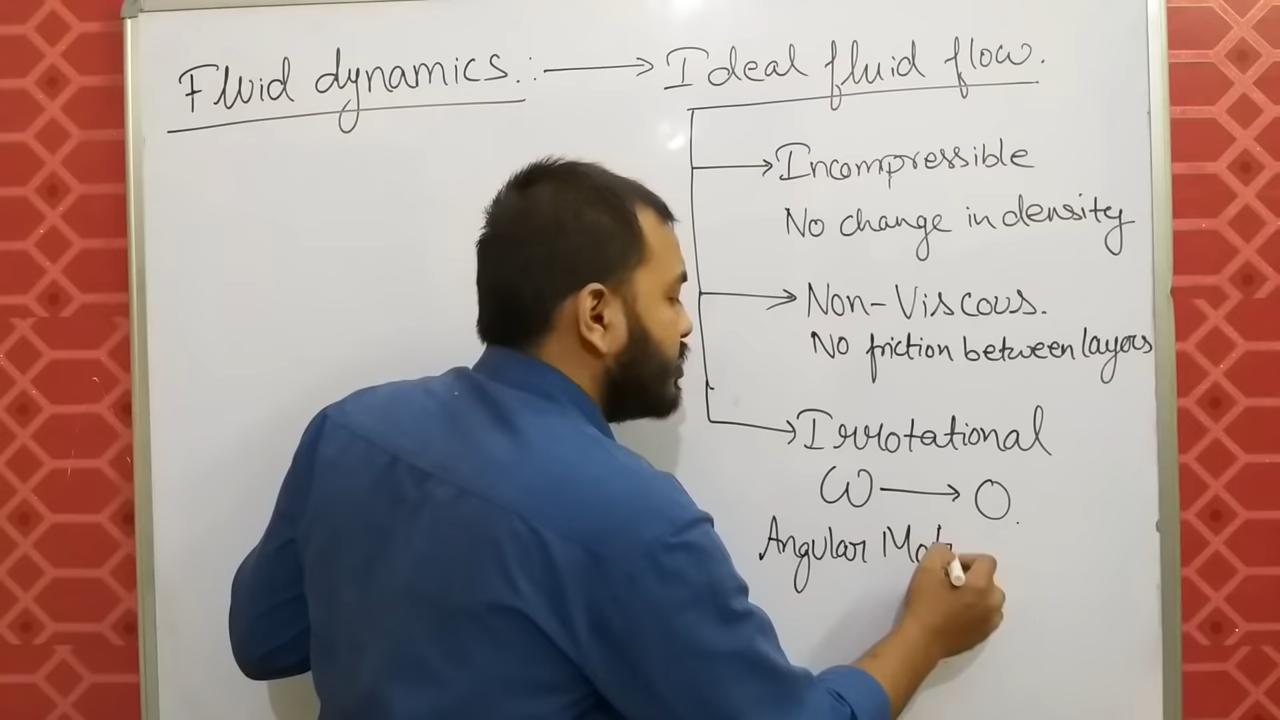 Fluid dynamics. : → Ideal fluid flow.
→ Incompressible
No change in density
→ Non-Viscous.
No friction between layers
→ Irrotational
ω → 0.
Angular